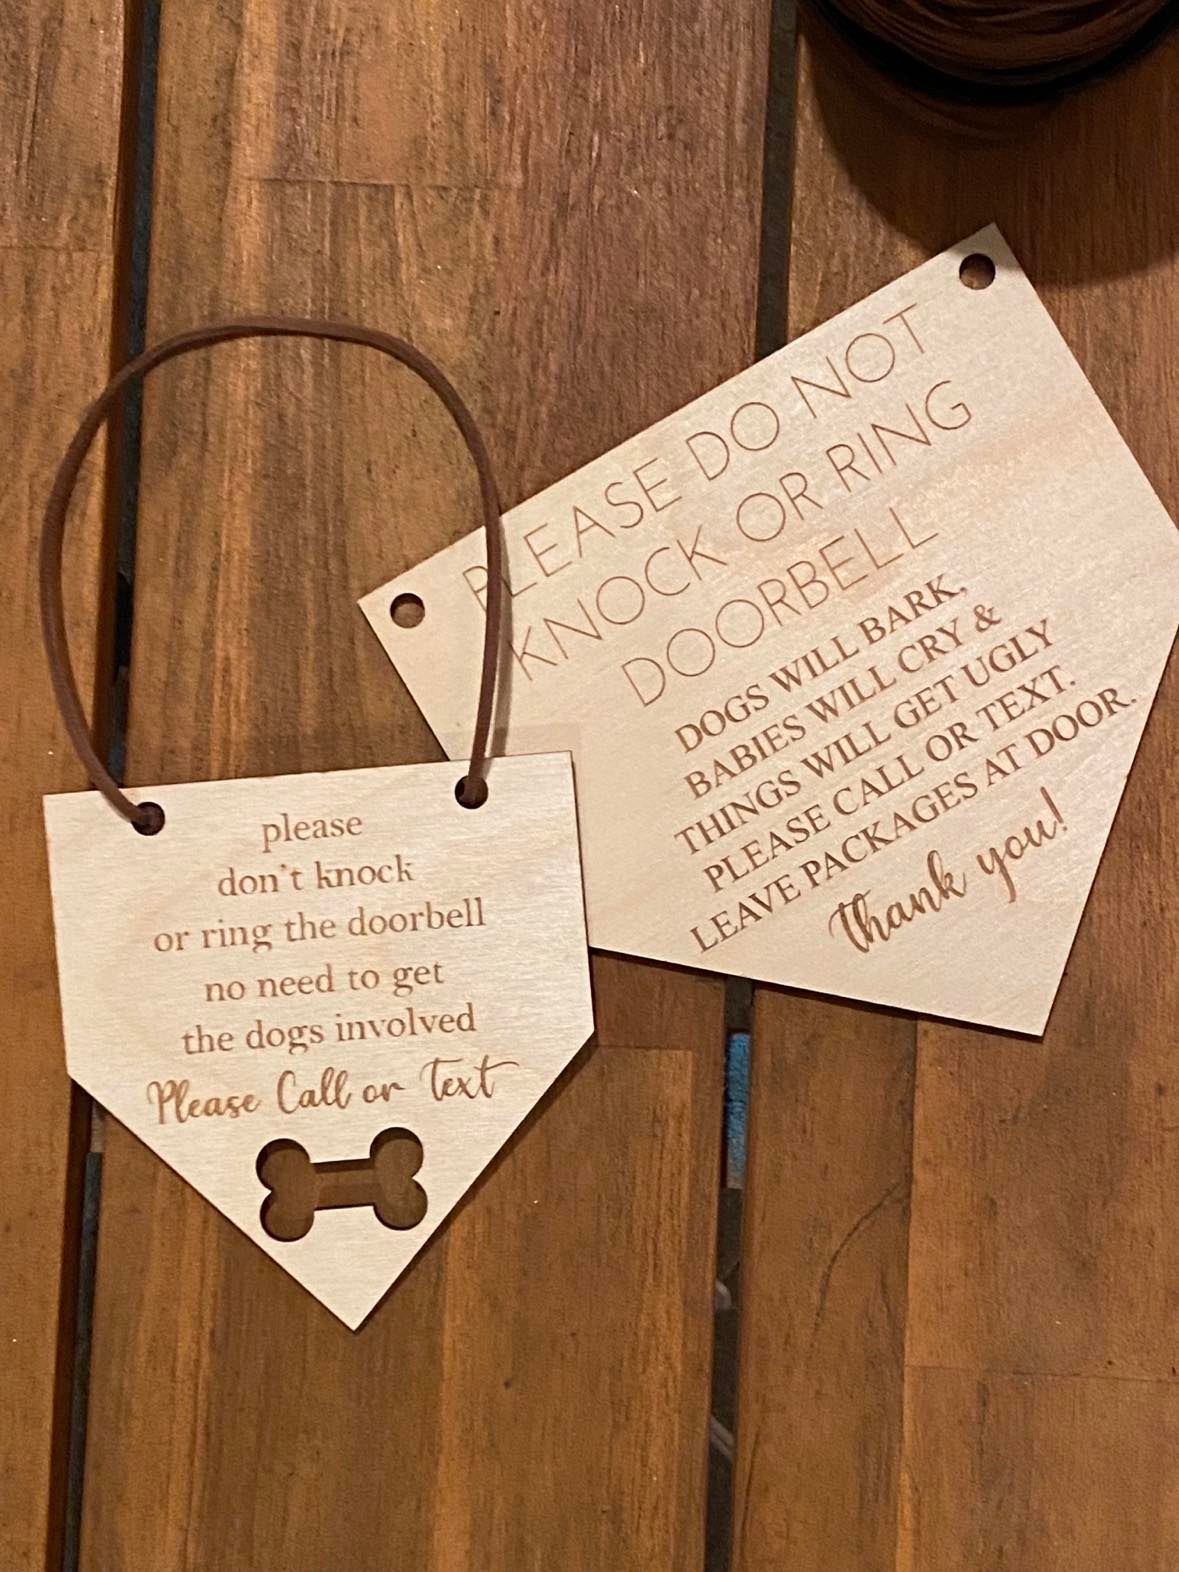 please
don't knock
or ring the doorbell
no need to get
the dogs involved
Please Call or Text
PLEASE DO NOT
KNOCK OR RING
DOORBELL
DOGS WILL BARK,
BABIES WILL CRY &
THINGS WILL GET UGLY
PLEASE CALL OR TEXT.
LEAVE PACKAGES AT DOOR.
thank you!